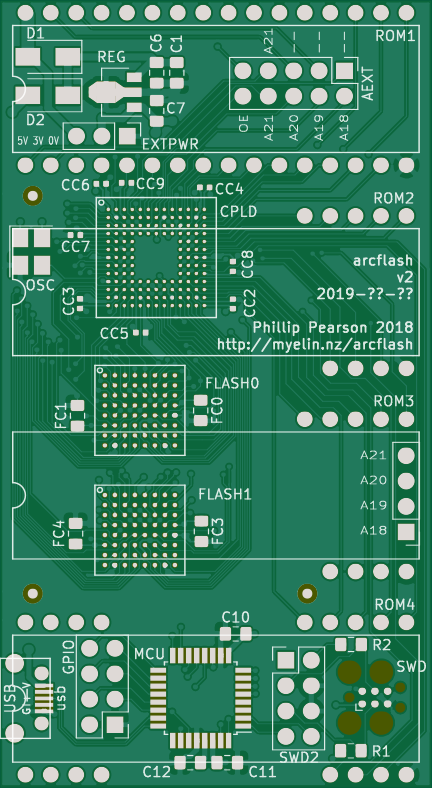 D1
REG
C6
C1
A21
ROM1
AEXT
C7
D2
5V 3V 0V
EXTPWR
OE
A21
A20
A19
A18
CC6
CC9
CC4
ROM2
CPLD
CC7
OSC
CC8
arcflash
v2
2019-??-??
CC3
CC2
CC5
Phillip Pearson 2018
http://myelin.nz/arcflash
FLASH0
ROM3
FC1
FC0
A21
A20
A19
A18
FLASH1
FC4
FC3
ROM4
C10
GPIO
MCU
R2
SWD
USB
G++V
usb
SWD2
R1
C12
C11